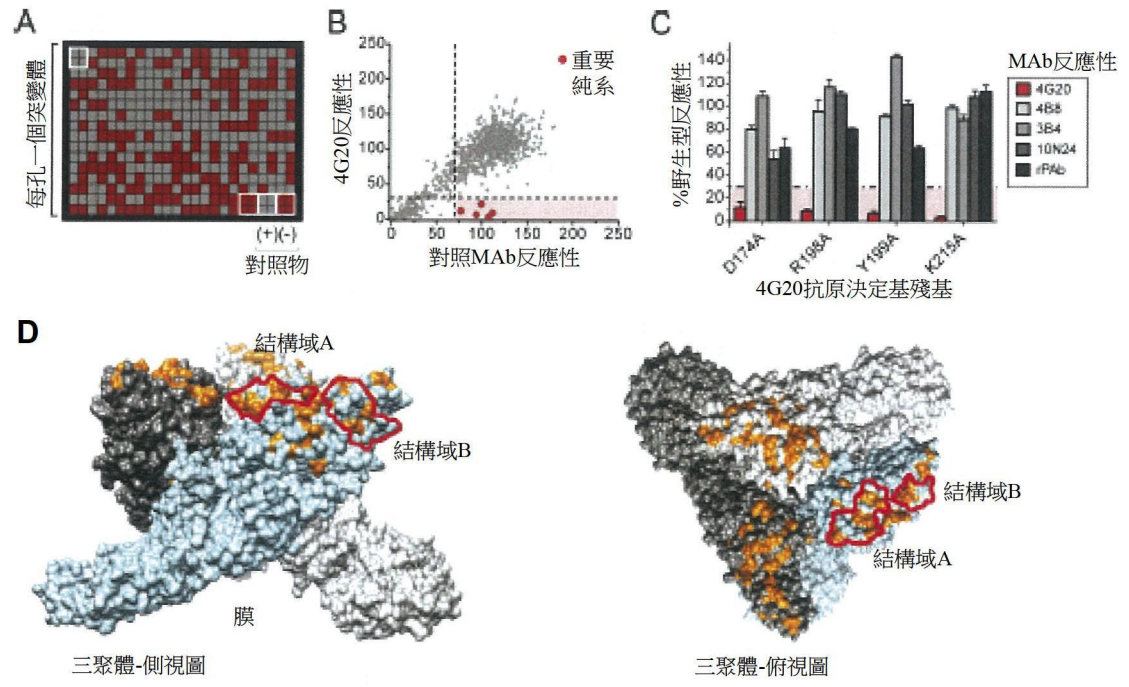 A
每孔一個突變體
(+)(-)
對照物
B
4G20反應性
250
200
150
100
50
0
重要
純系
0
50
100
150
200
250
對照MAb反應性
C
%野生型反應性
140
120
100
80
60
40
20
0
D174A
R198A
Y199A
K215A
4G20抗原決定基殘基
MAb反應性
4G20
4B8
3B4
10N24
rPAb
D
結構域A
結構域B
膜
三聚體-側視圖
結構域B
結構域A
三聚體-俯視圖